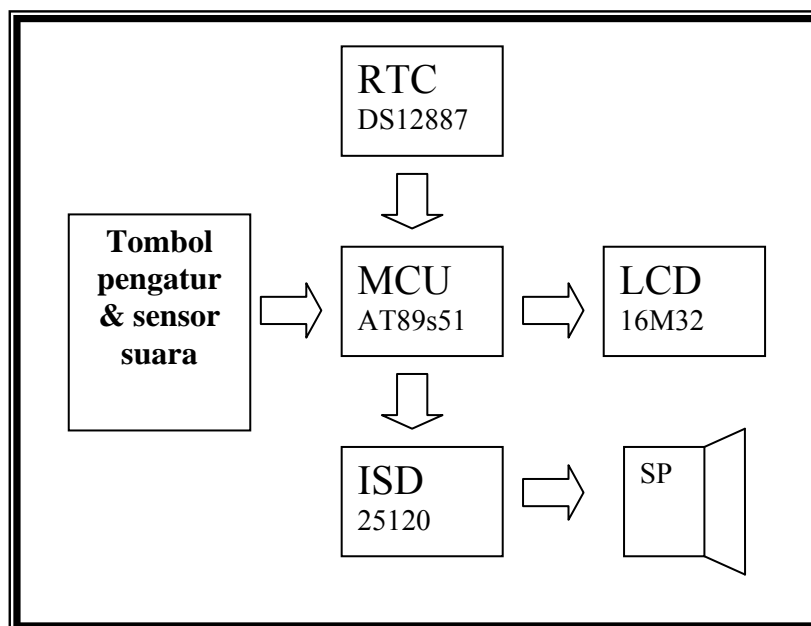 RTC
DS12887
Tombol
pengatur
& sensor
suara
MCU
AT89s51
LCD
16M32
ISD
25120
SP